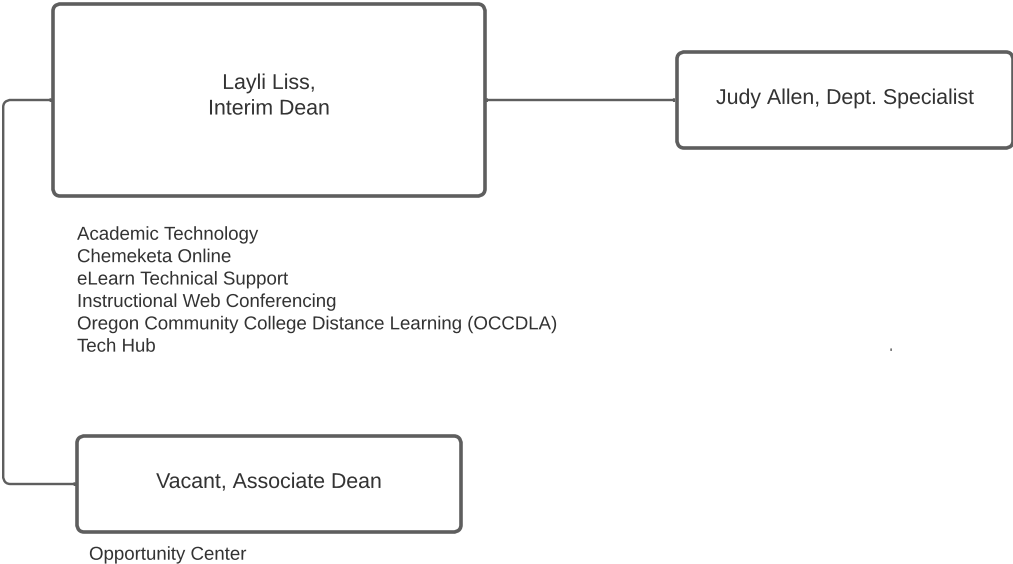 Layli Liss,
Interim Dean
Judy Allen, Dept. Specialist
Academic Technology
Chemeketa Online
eLearn Technical Support
Instructional Web Conferencing
Oregon Community College Distance Learning (OCCDLA)
Tech Hub
.
Vacant, Associate Dean
Opportunity Center